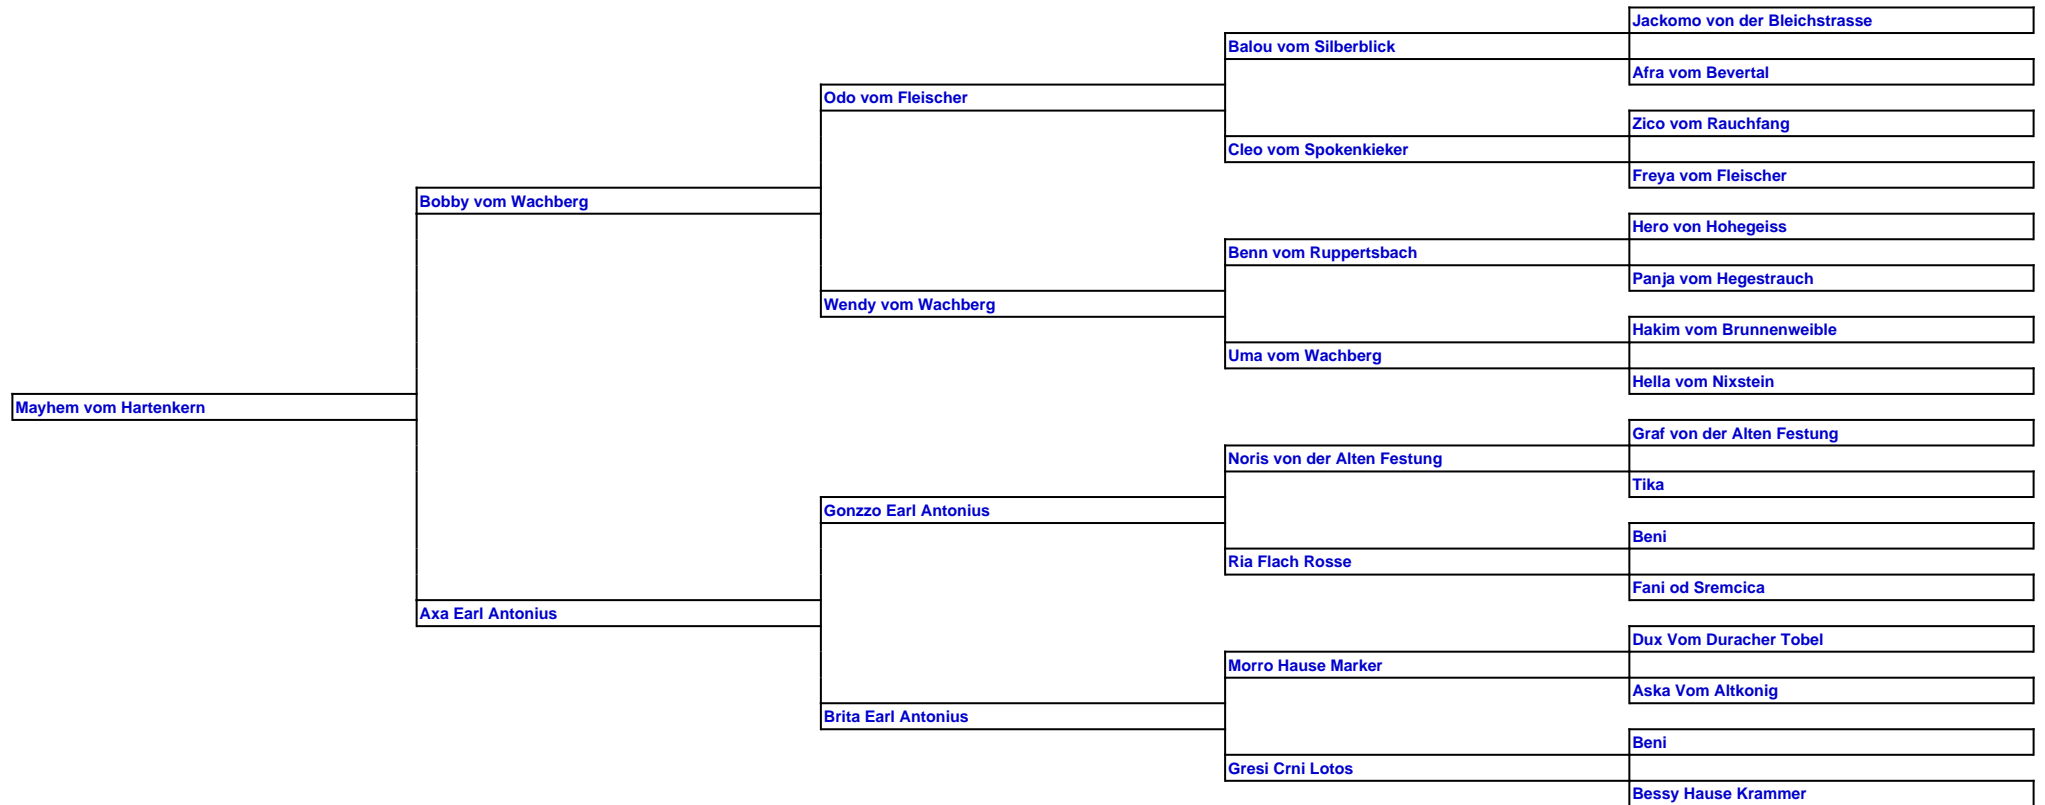 Jackomo von der Bleichstrasse
Balou vom Silberblick
Afra vom Bevertal
Odo vom Fleischer
Zico vom Rauchfang
Cleo vom Spokenkieker
Freya vom Fleischer
Bobby vom Wachberg
Hero von Hohegeiss
Benn vom Ruppertsbach
Panja vom Hegestrauch
Wendy vom Wachberg
Hakim vom Brunnenweible
Uma vom Wachberg
Hella vom Nixstein
Mayhem vom Hartenkern
Graf von der Alten Festung
Noris von der Alten Festung
Tika
Gonzzo Earl Antonius
Beni
Ria Flach Rosse
Fani od Sremcica
Axa Earl Antonius
Dux Vom Duracher Tobel
Morro Hause Marker
Aska Vom Altkonig
Brita Earl Antonius
Beni
Gresi Crni Lotos
Bessy Hause Krammer